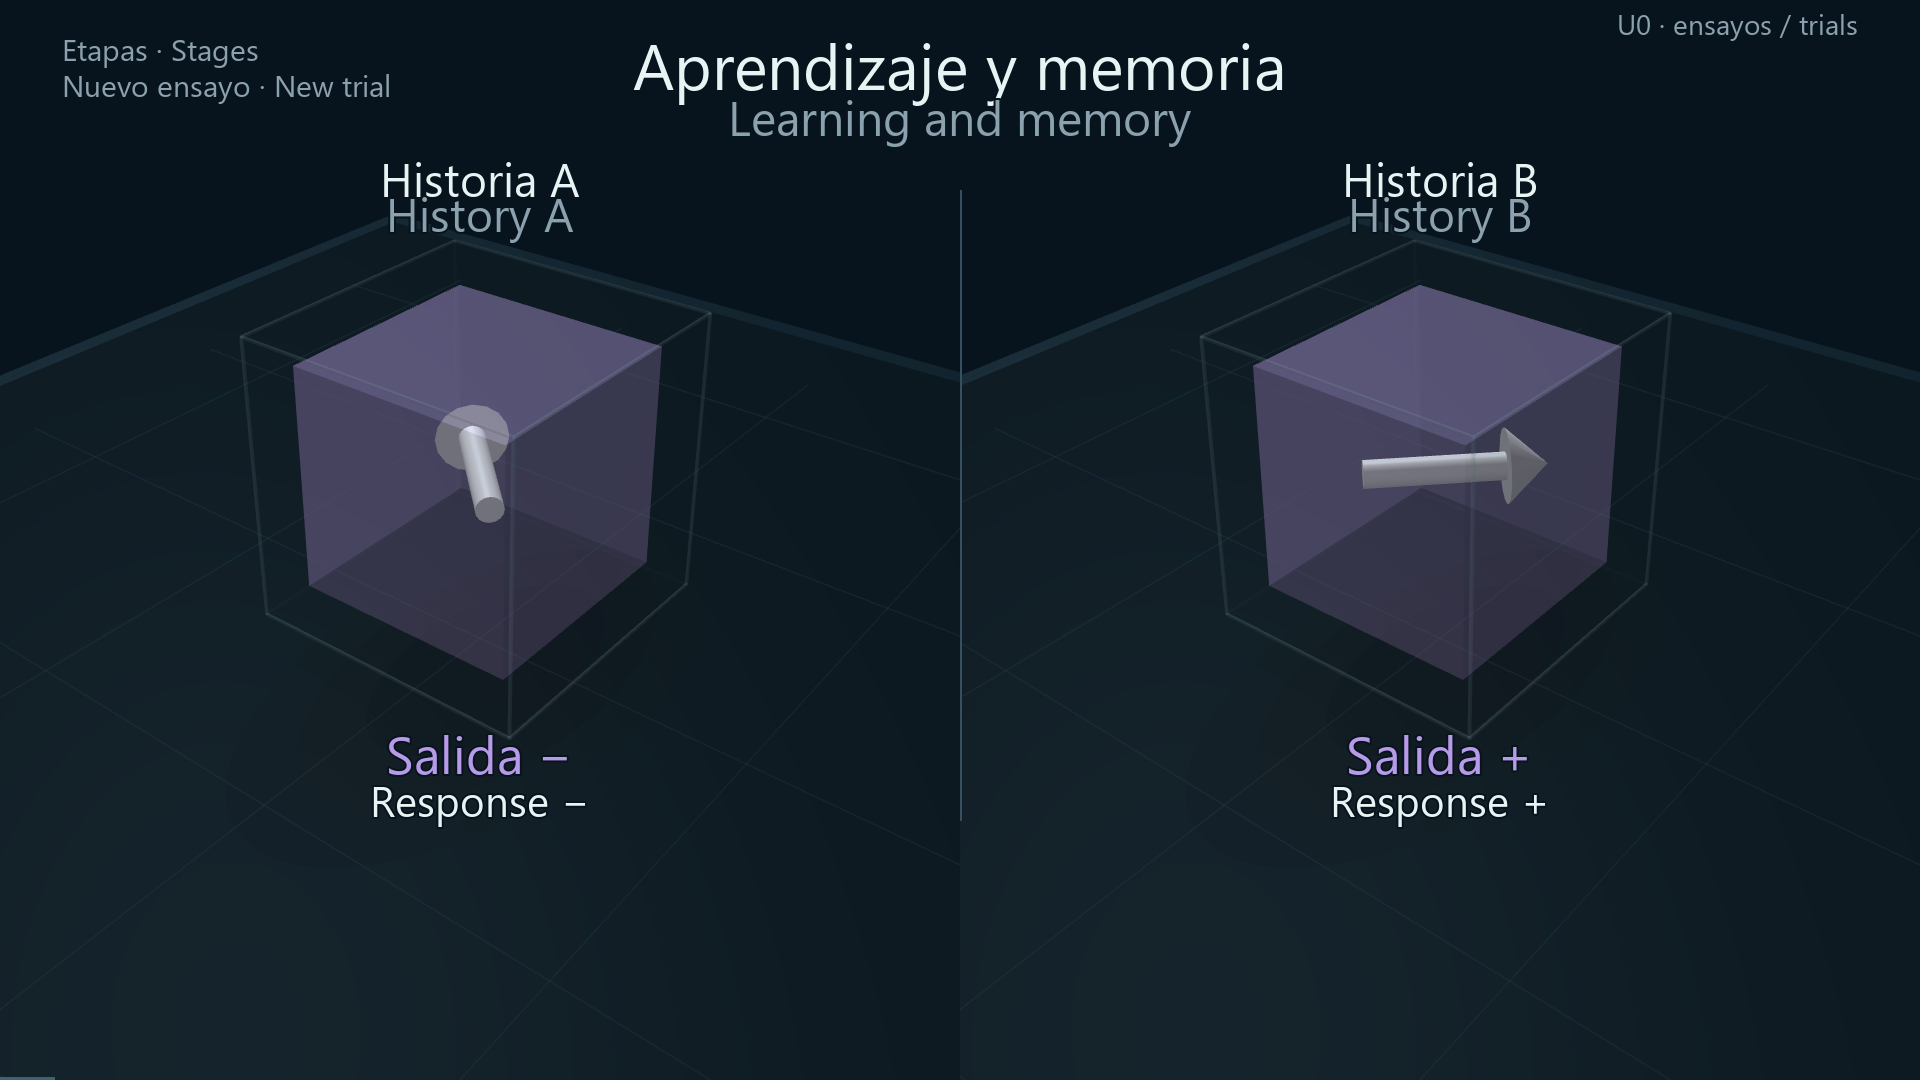 Etapas · Stages
Nuevo ensayo · New trial
U0 · ensayos / trials
Aprendizaje y memoria
Learning and memory
Historia A
History A
Salida −
Response −
Historia B
History B
Salida +
Response +